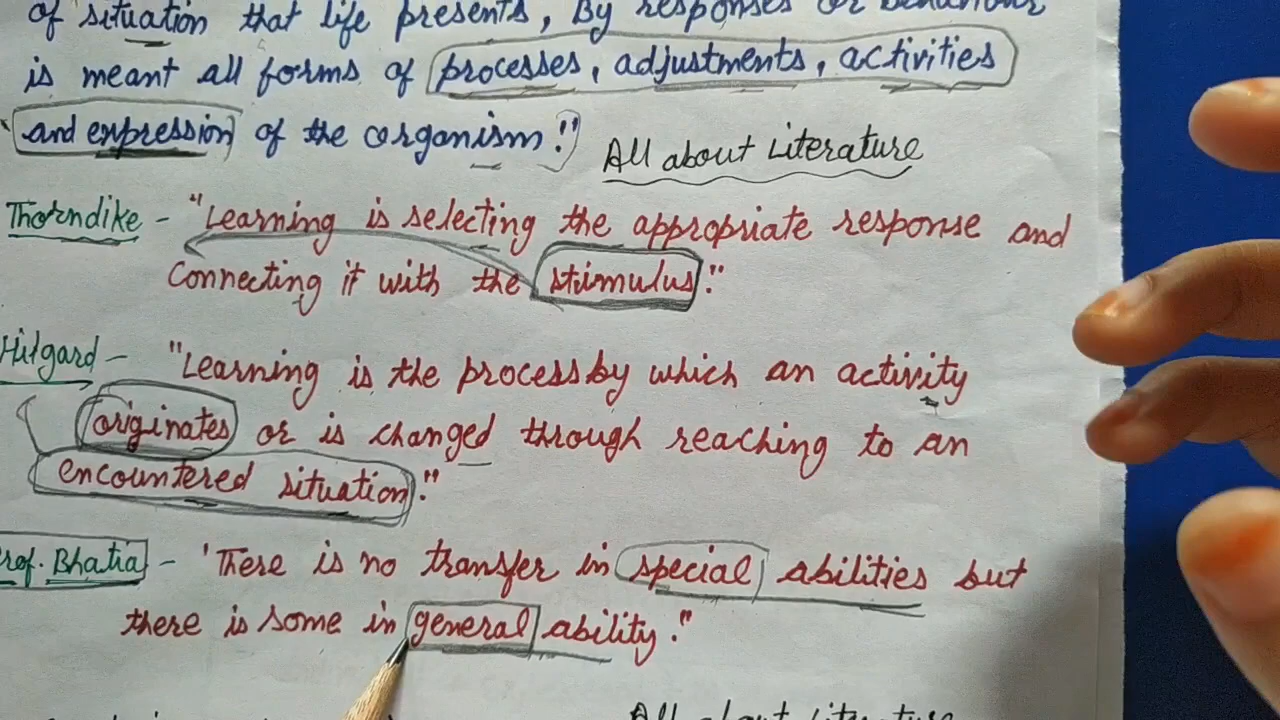 of situation that life presents, By responses or behaviour
is meant all forms of processes, adjustments, activities
and expression of the organism."
All about Literature
Thorndike - "Learning is selecting the appropriate response and
connecting it with the stimulus."
Hilgard - "Learning is the process by which an activity
originates or is changed through reaching to an
encountered situation."
Prof. Bhatia - 'There is no transfer in special abilities but
there is some in general ability."
All about Literature